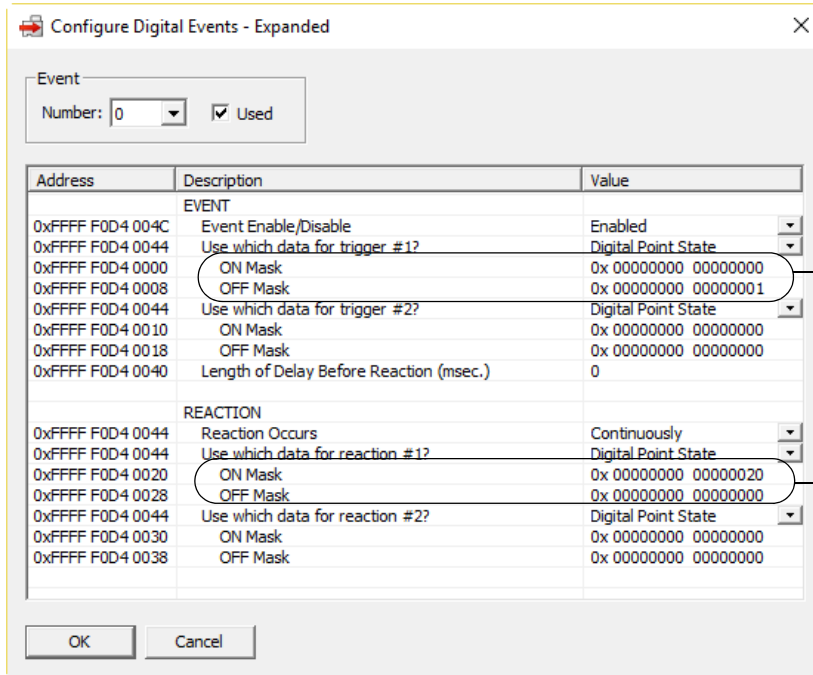 Configure Digital Events - Expanded
Event
Number: 0 Used
Address Description Value
EVENT
0xFFFF F0D4 004C Event Enable/Disable Enabled
0xFFFF F0D4 0044 Use which data for trigger #1? Digital Point State
0xFFFF F0D4 0000 ON Mask 0x 00000000 00000000
0xFFFF F0D4 0008 OFF Mask 0x 00000000 00000001
0xFFFF F0D4 0044 Use which data for trigger #2? Digital Point State
0xFFFF F0D4 0010 ON Mask 0x 00000000 00000000
0xFFFF F0D4 0018 OFF Mask 0x 00000000 00000000
0xFFFF F0D4 0040 Length of Delay Before Reaction (msec.) 0
REACTION
0xFFFF F0D4 0044 Reaction Occurs Continuously
0xFFFF F0D4 0044 Use which data for reaction #1? Digital Point State
0xFFFF F0D4 0020 ON Mask 0x 00000000 00000020
0xFFFF F0D4 0028 OFF Mask 0x 00000000 00000000
0xFFFF F0D4 0044 Use which data for reaction #2? Digital Point State
0xFFFF F0D4 0030 ON Mask 0x 00000000 00000000
0xFFFF F0D4 0038 OFF Mask 0x 00000000 00000000
OK Cancel